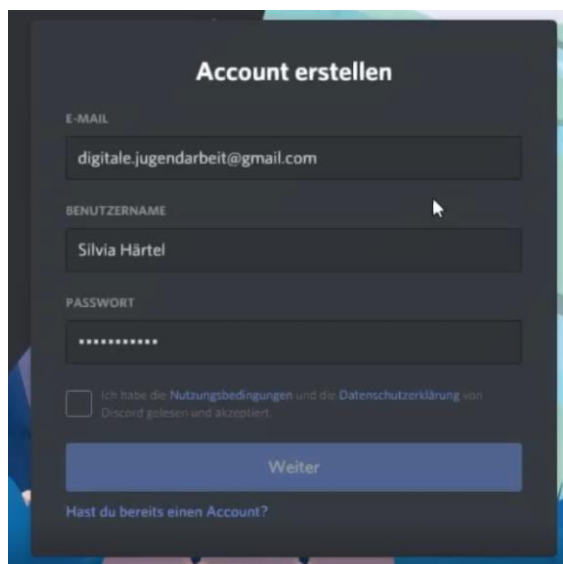 Account erstellen
E-MAIL
digitale.jugendarbeit@gmail.com
BENUTZERNAME
Silvia Härtel
PASSWORT
•••••••••••
Ich habe die Nutzungsbedingungen und die Datenschutzerklärung von
Discord gelesen und akzeptiert.
Weiter
Hast du bereits einen Account?